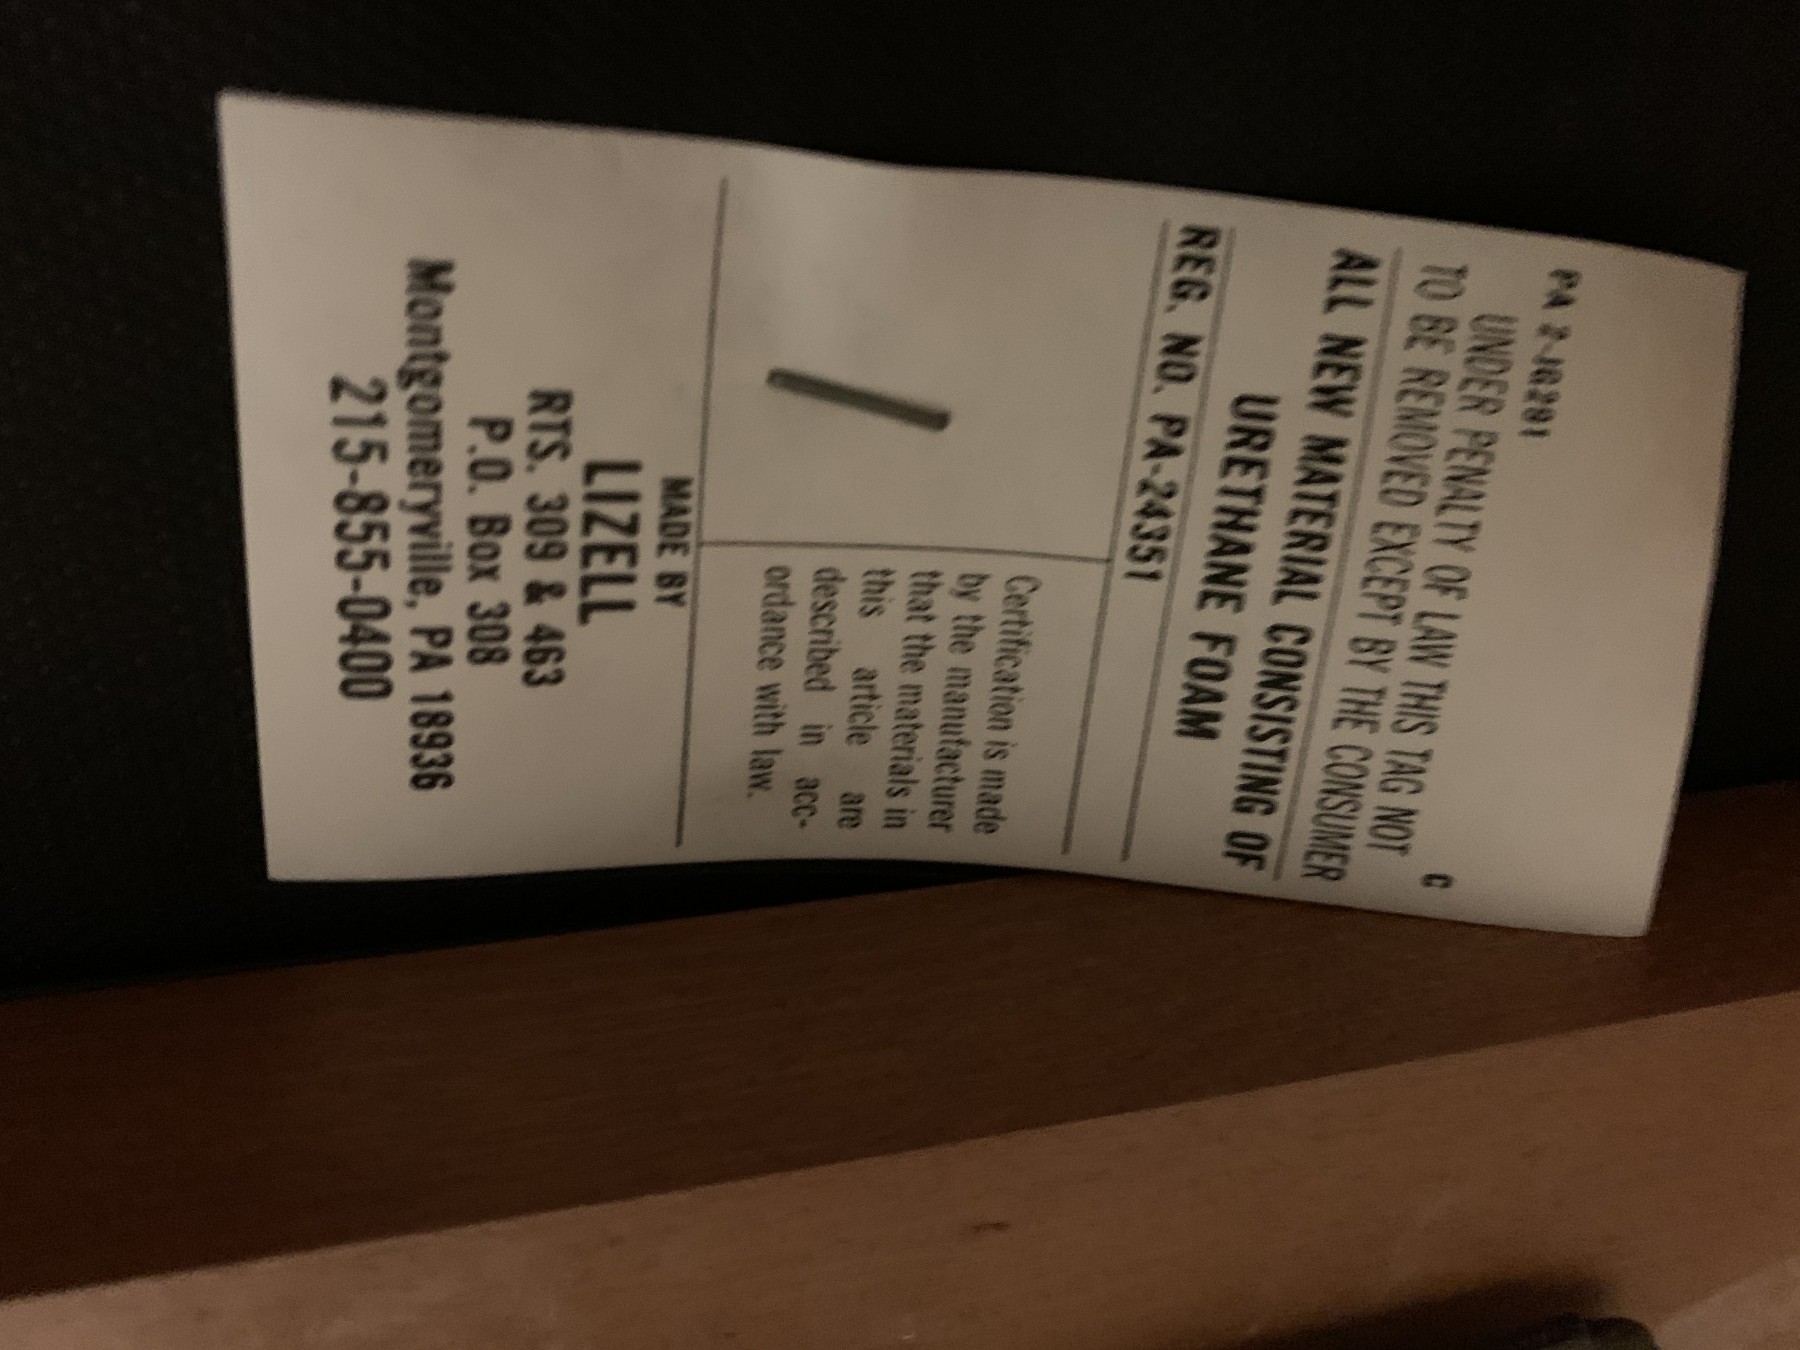 C
UNDER PENALTY OF LAW THIS TAG NOT
TO BE REMOVED EXCEPT BY THE CONSUMER
ALL NEW MATERIAL CONSISTING OF
URETHANE FOAM
REG. NO. PA-24351
Certification is made
by the manufacturer
that the materials in
this article are
described in acc-
ordance with law.
MADE BY
LIZELL
RTS. 309 & 463
P.O. Box 308
Montgomeryville, PA 18936
215-855-0400